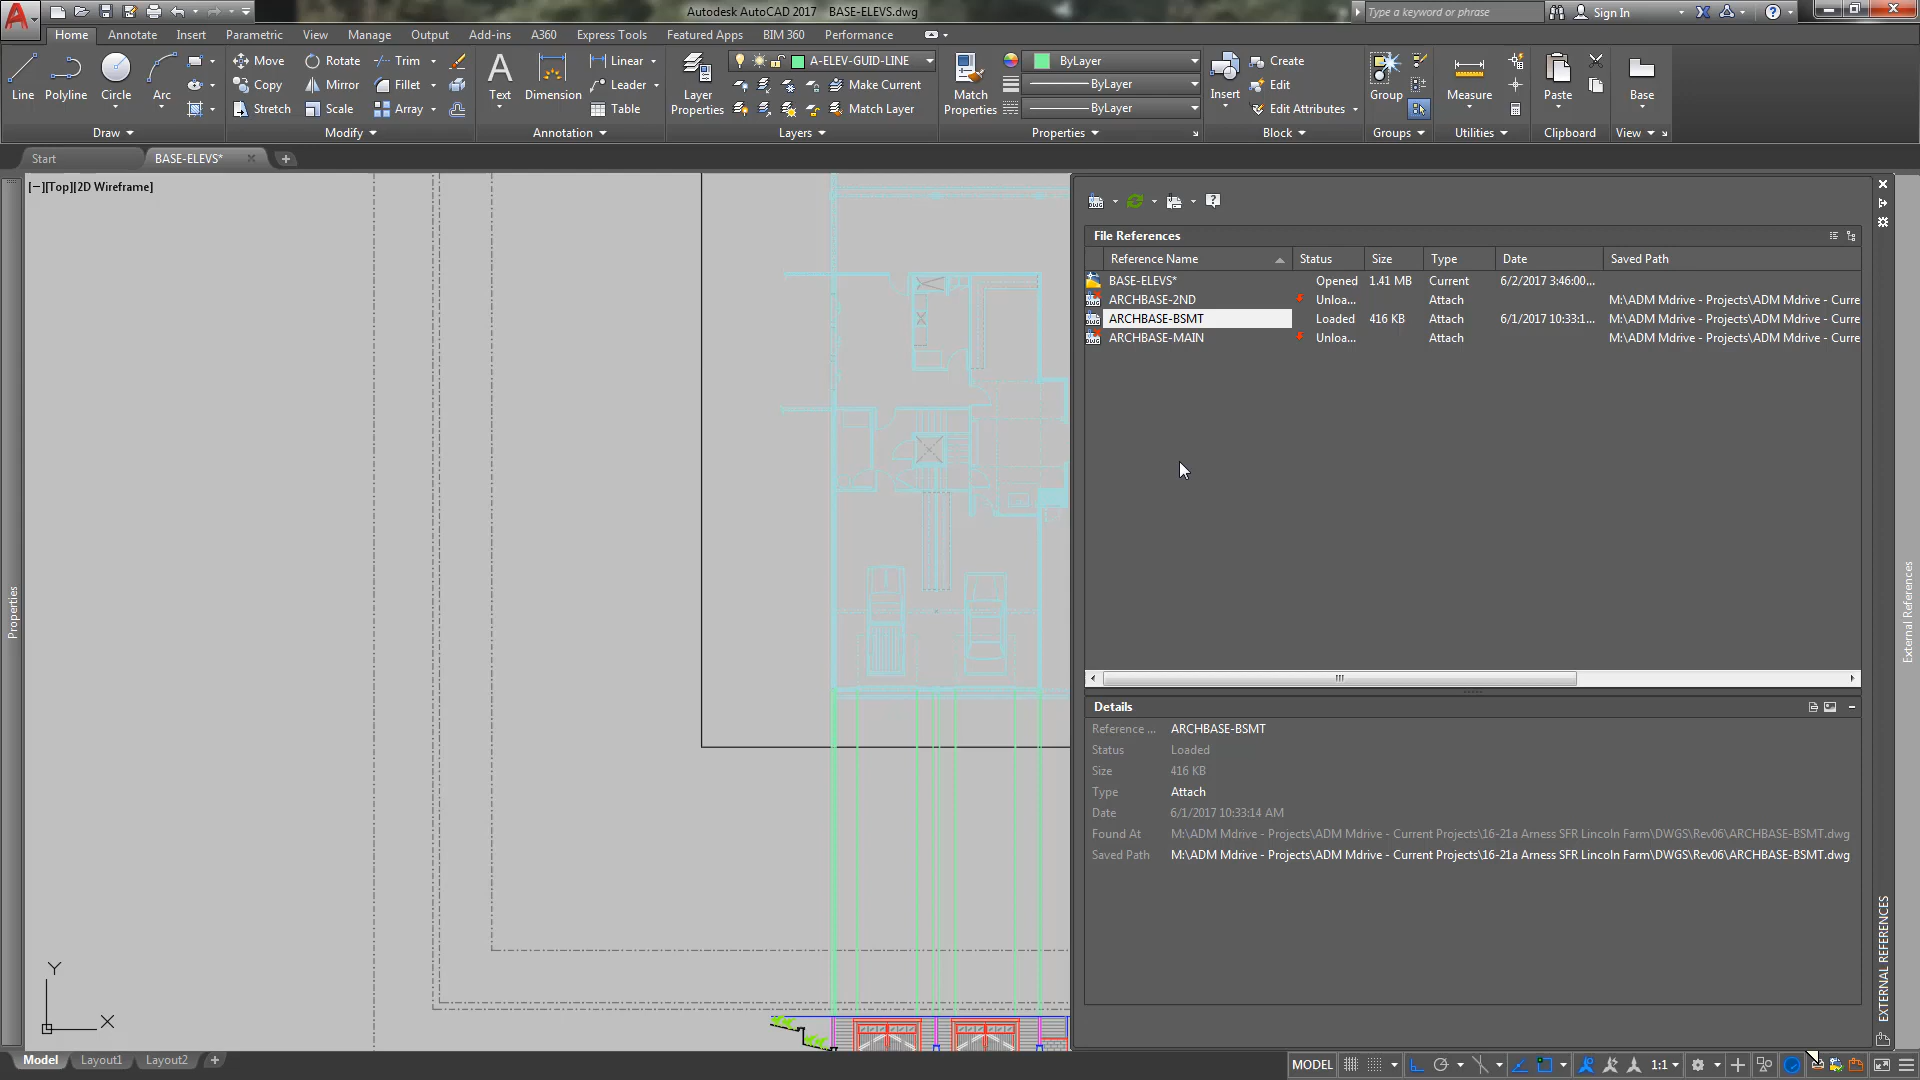 Autodesk AutoCAD 2017 BASE-ELEVS.dwg
Type a keyword or phrase
Sign In
Home Annotate Insert Parametric View Manage Output Add-ins A360 Express Tools Featured Apps BIM 360 Performance
Line Polyline Circle Arc
Move Rotate Trim
Copy Mirror Fillet
Stretch Scale Array
Text Dimension
Linear
Leader
Table
Layer Properties
A-ELEV-GUID-LINE
Make Current
Match Layer
Match Properties
ByLayer
ByLayer
ByLayer
Insert
Create
Edit
Edit Attributes
Group
Measure
Paste
Base
Draw Modify Annotation Layers Properties Block Groups Utilities Clipboard View
Start BASE-ELEVS*
[−][Top][2D Wireframe]
Properties
File References
Reference Name Status Size Type Date Saved Path
BASE-ELEVS* Opened 1.41 MB Current 6/2/2017 3:46:00...
ARCHBASE-2ND Unloa... Attach M:\ADM Mdrive - Projects\ADM Mdrive - Curre
ARCHBASE-BSMT Loaded 416 KB Attach 6/1/2017 10:33:1... M:\ADM Mdrive - Projects\ADM Mdrive - Curre
ARCHBASE-MAIN Unloa... Attach M:\ADM Mdrive - Projects\ADM Mdrive - Curre
Details
Reference ... ARCHBASE-BSMT
Status Loaded
Size 416 KB
Type Attach
Date 6/1/2017 10:33:14 AM
Found At M:\ADM Mdrive - Projects\ADM Mdrive - Current Projects\16-21a Arness SFR Lincoln Farm\DWGS\Rev06\ARCHBASE-BSMT.dwg
Saved Path M:\ADM Mdrive - Projects\ADM Mdrive - Current Projects\16-21a Arness SFR Lincoln Farm\DWGS\Rev06\ARCHBASE-BSMT.dwg
EXTERNAL REFERENCES
External References
Y
X
Model Layout1 Layout2
MODEL 1:1